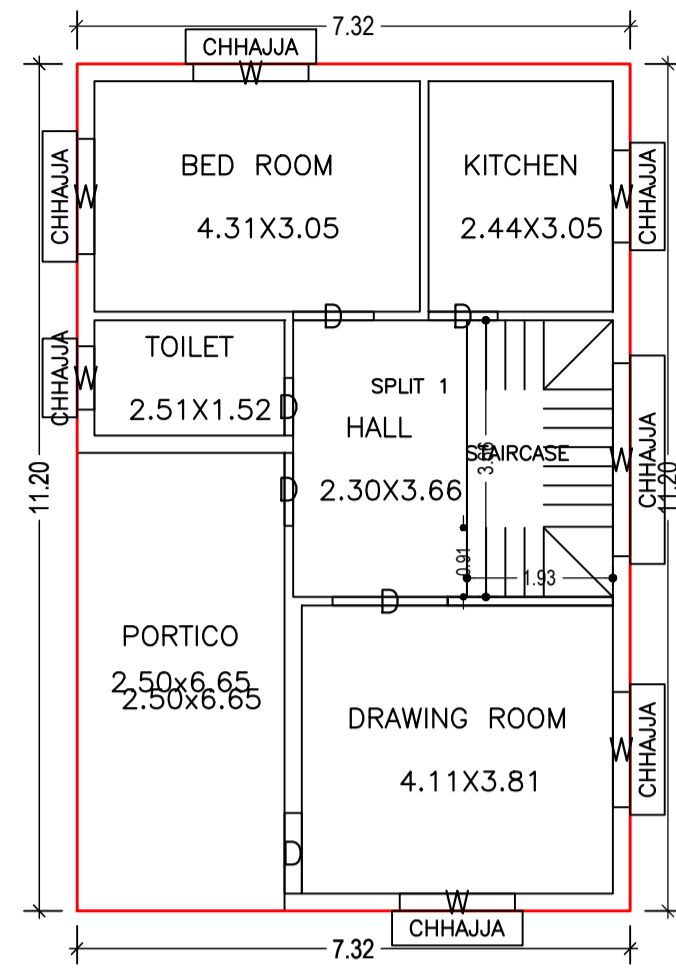 7.32
CHHAJJA
W
BED ROOM
4.31X3.05
KITCHEN
2.44X3.05
CHHAJJA
W
W
CHHAJJA
D
D
TOILET
2.51X1.52
CHHAJJA
W
D
SPLIT 1
HALL
2.30X3.66
STAIRCASE
3.66
W
CHHAJJA
11.20
11.20
D
0.91
1.93
D
PORTICO
2.50x6.65
2.50x6.65
DRAWING ROOM
4.11X3.81
W
CHHAJJA
D
W
CHHAJJA
7.32